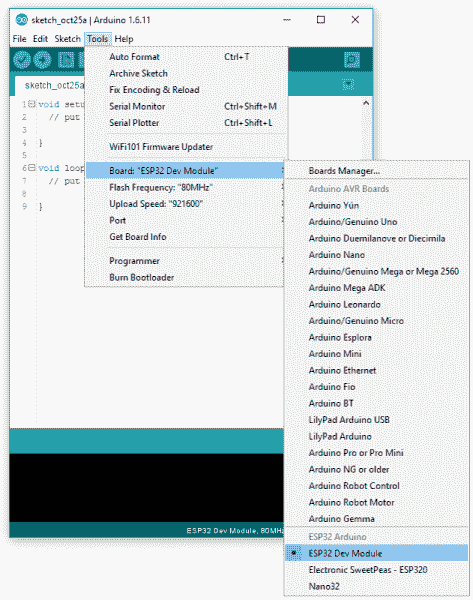 sketch_oct25a | Arduino 1.6.11
File Edit Sketch Tools Help
sketch_oct25a
1 void setu
2 // put
3
4 }
5
6 void loop
7 // put
8
9 }
Auto Format Ctrl+T
Archive Sketch
Fix Encoding & Reload
Serial Monitor Ctrl+Shift+M
Serial Plotter Ctrl+Shift+L
WiFi101 Firmware Updater
Board: "ESP32 Dev Module"
Flash Frequency: "80MHz"
Upload Speed: "921600"
Port
Get Board Info
Programmer
Burn Bootloader
Boards Manager...
Arduino AVR Boards
Arduino Yún
Arduino/Genuino Uno
Arduino Duemilanove or Diecimila
Arduino Nano
Arduino/Genuino Mega or Mega 2560
Arduino Mega ADK
Arduino Leonardo
Arduino/Genuino Micro
Arduino Esplora
Arduino Mini
Arduino Ethernet
Arduino Fio
Arduino BT
LilyPad Arduino USB
LilyPad Arduino
Arduino Pro or Pro Mini
Arduino NG or older
Arduino Robot Control
Arduino Robot Motor
Arduino Gemma
ESP32 Arduino
ESP32 Dev Module
Electronic SweetPeas - ESP320
Nano32
ESP32 Dev Module, 80MHz